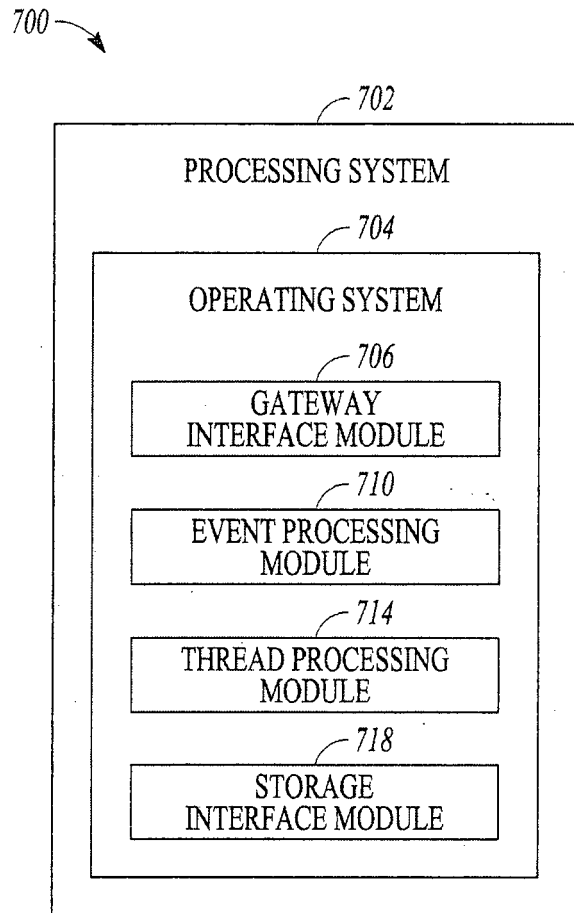 700
702
PROCESSING SYSTEM
704
OPERATING SYSTEM
706
GATEWAY
INTERFACE MODULE
710
EVENT PROCESSING
MODULE
714
THREAD PROCESSING
MODULE
718
STORAGE
INTERFACE MODULE